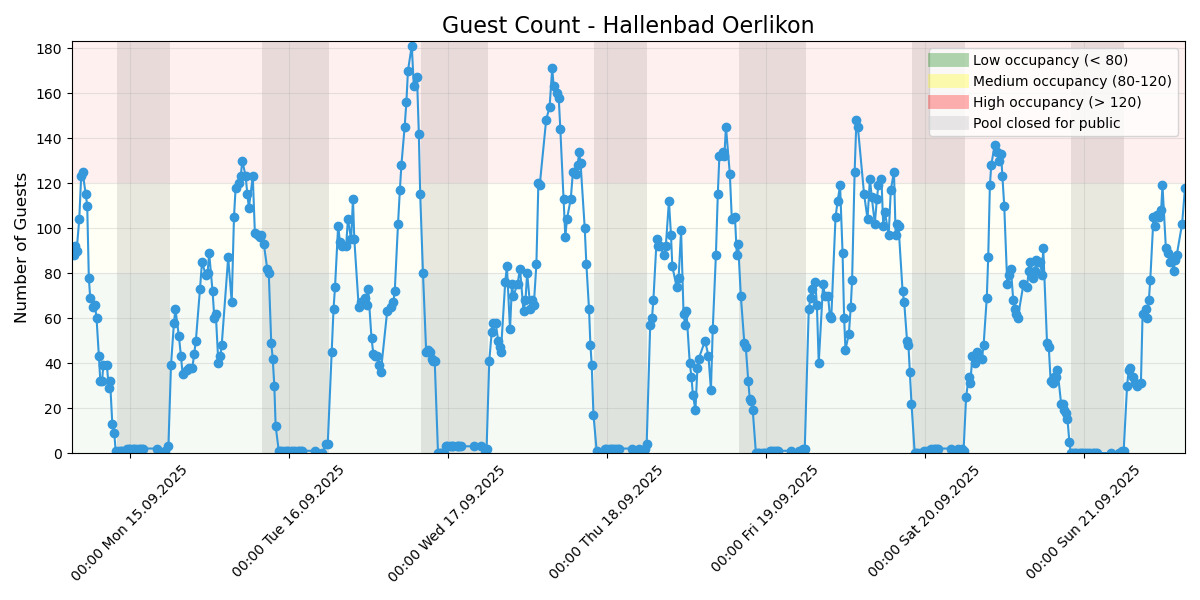 Guest Count - Hallenbad Oerlikon
Number of Guests
180
160
140
120
100
80
60
40
20
0
Low occupancy (< 80)
Medium occupancy (80-120)
High occupancy (> 120)
Pool closed for public
00:00 Mon 15.09.2025
00:00 Tue 16.09.2025
00:00 Wed 17.09.2025
00:00 Thu 18.09.2025
00:00 Fri 19.09.2025
00:00 Sat 20.09.2025
00:00 Sun 21.09.2025